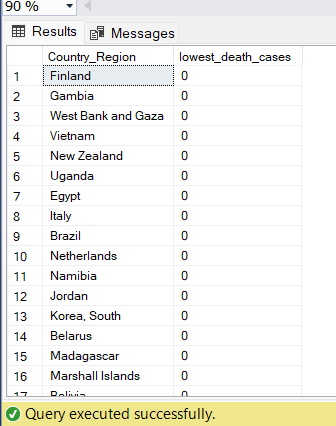 90 %
Results Messages
Country_Region lowest_death_cases
1 Finland 0
2 Gambia 0
3 West Bank and Gaza 0
4 Vietnam 0
5 New Zealand 0
6 Uganda 0
7 Egypt 0
8 Italy 0
9 Brazil 0
10 Netherlands 0
11 Namibia 0
12 Jordan 0
13 Korea, South 0
14 Belarus 0
15 Madagascar 0
16 Marshall Islands 0
17 Bolivia 0
Query executed successfully.